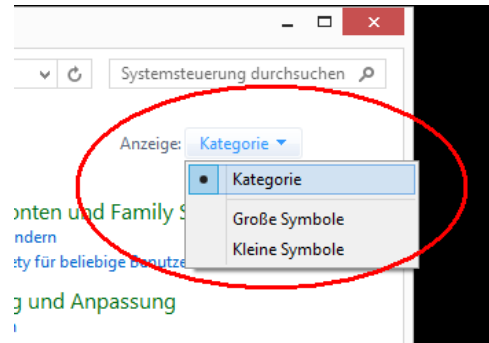 Systemsteuerung durchsuchen
Anzeige: Kategorie
Kategorie
Große Symbole
Kleine Symbole
onten und Family S
ndern
ety für beliebige Benutze
g und Anpassung